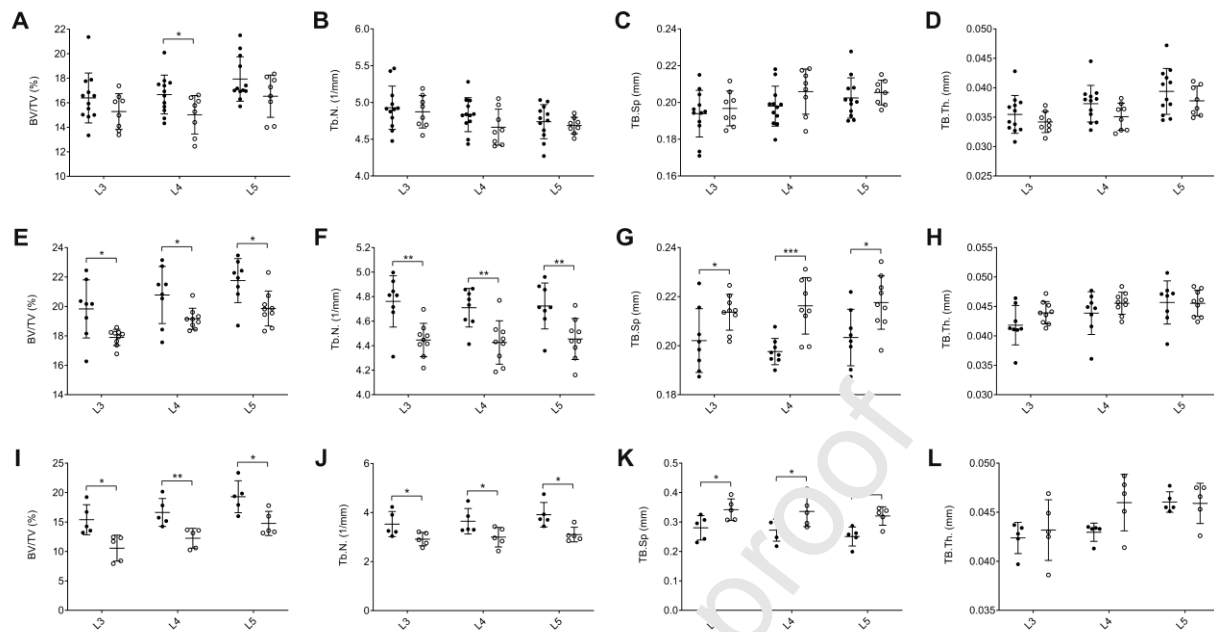 A
BV/TV (%)
22
20
18
16
14
12
10
*
L3
L4
L5
B
Tb.N. (1/mm)
6.0
5.5
5.0
4.5
4.0
L3
L4
L5
C
TB.Sp (mm)
0.24
0.22
0.20
0.18
0.16
L3
L4
L5
D
TB.Th. (mm)
0.050
0.045
0.040
0.035
0.030
0.025
L3
L4
L5
E
BV/TV (%)
24
22
20
18
16
14
*
*
*
L3
L4
L5
F
Tb.N. (1/mm)
5.2
5.0
4.8
4.6
4.4
4.2
4.0
**
**
**
L3
L4
L5
G
TB.Sp (mm)
0.24
0.22
0.20
0.18
*
***
*
L3
L4
L5
H
TB.Th. (mm)
0.055
0.050
0.045
0.040
0.035
0.030
L3
L4
L5
I
BV/TV (%)
25
20
15
10
5
0
*
**
*
L3
L4
L5
J
Tb.N. (1/mm)
6
4
2
0
*
*
*
L3
L4
L5
K
TB.Sp (mm)
0.5
0.4
0.3
0.2
0.1
0.0
*
*
L5
L
TB.Th. (mm)
0.050
0.045
0.040
0.035
L3
L4
L5
proof